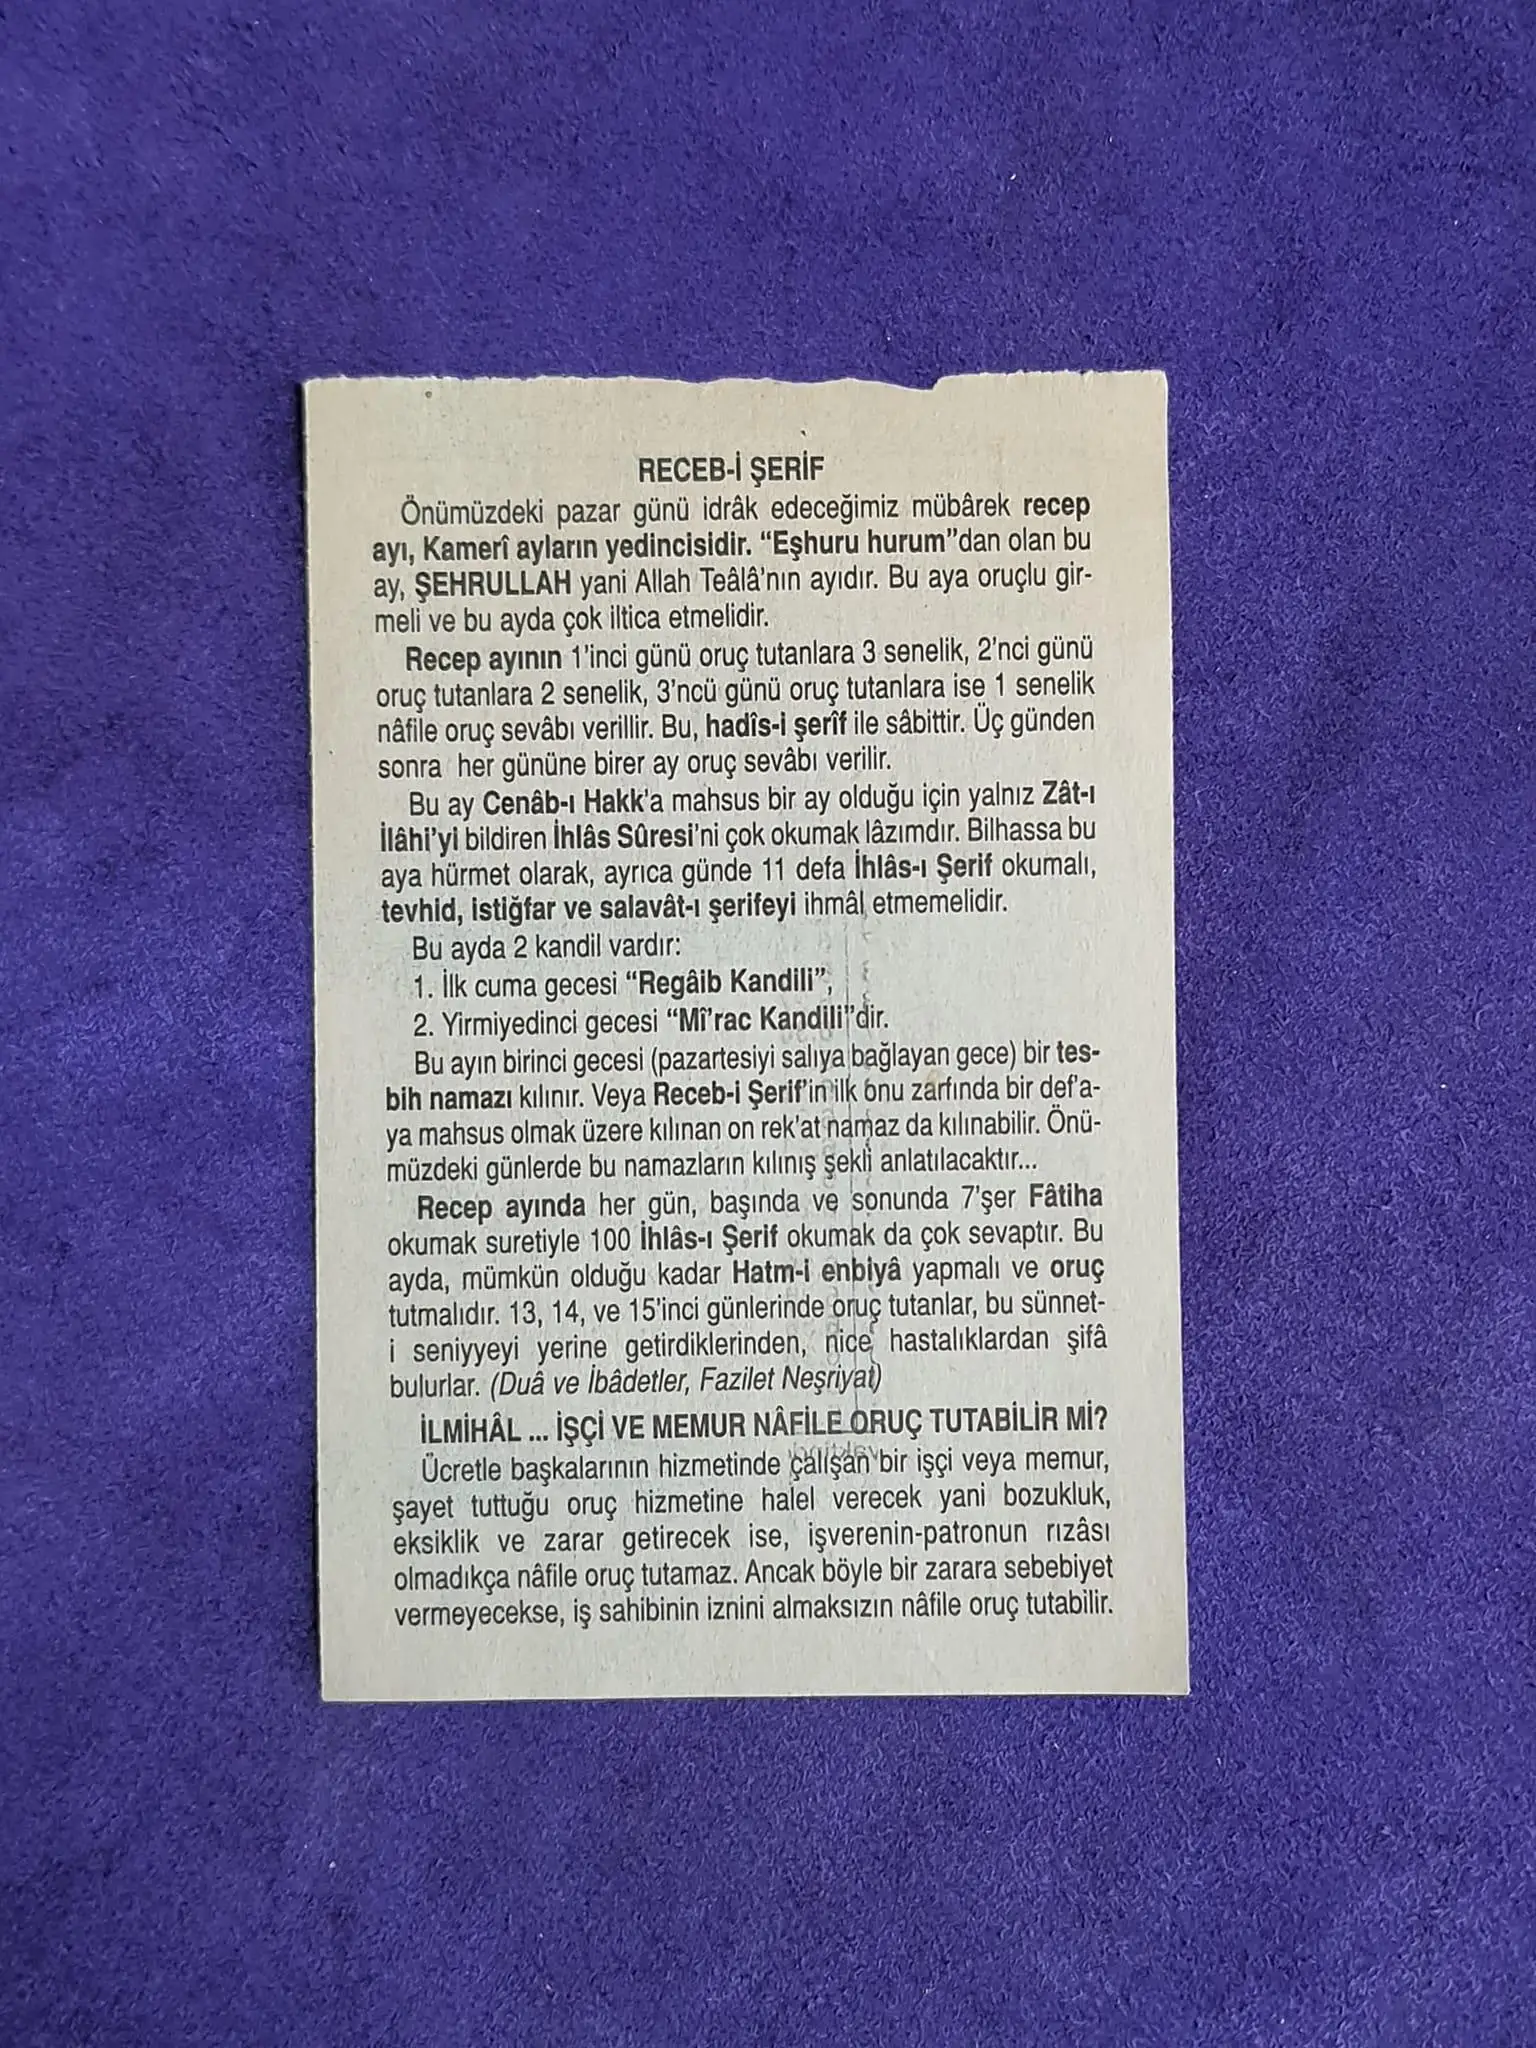 RECEB-İ ŞERİF
Önümüzdeki pazar günü idrâk edeceğimiz mübârek recep
ayı, Kamerî ayların yedincisidir. “Eşhuru hurum”dan olan bu
ay, ŞEHRULLAH yani Allah Teâlâ’nın ayıdır. Bu aya oruçlu gir-
meli ve bu ayda çok iltica etmelidir.
Recep ayının 1’inci günü oruç tutanlara 3 senelik, 2’nci günü
oruç tutanlara 2 senelik, 3’ncü günü oruç tutanlara ise 1 senelik
nâfile oruç sevâbı verillir. Bu, hadîs-i şerîf ile sâbittir. Üç günden
sonra her gününe birer ay oruç sevâbı verilir.
Bu ay Cenâb-ı Hakk’a mahsus bir ay olduğu için yalnız Zât-ı
İlâhi’yi bildiren İhlâs Sûresi’ni çok okumak lâzımdır. Bilhassa bu
aya hürmet olarak, ayrıca günde 11 defa İhlâs-ı Şerif okumalı,
tevhid, istiğfar ve salavât-ı şerifeyi ihmâl etmemelidir.
Bu ayda 2 kandil vardır:
1. İlk cuma gecesi “Regâib Kandili”,
2. Yirmiyedinci gecesi “Mî’rac Kandili”dir.
Bu ayın birinci gecesi (pazartesiyi salıya bağlayan gece) bir tes-
bih namazı kılınır. Veya Receb-i Şerif’in ilk onu zarfında bir def’a-
ya mahsus olmak üzere kılınan on rek’at namaz da kılınabilir. Önü-
müzdeki günlerde bu namazların kılınış şekli anlatılacaktır...
Recep ayında her gün, başında ve sonunda 7’şer Fâtiha
okumak suretiyle 100 İhlâs-ı Şerif okumak da çok sevaptır. Bu
ayda, mümkün olduğu kadar Hatm-i enbiyâ yapmalı ve oruç
tutmalıdır. 13, 14, ve 15’inci günlerinde oruç tutanlar, bu sünnet-
i seniyyeyi yerine getirdiklerinden, nice hastalıklardan şifâ
bulurlar. (Duâ ve İbâdetler, Fazilet Neşriyat)
İLMİHÂL ... İŞÇİ VE MEMUR NÂFİLE ORUÇ TUTABİLİR Mİ?
Ücretle başkalarının hizmetinde çalışan bir işçi veya memur,
şayet tuttuğu oruç hizmetine halel verecek yani bozukluk,
eksiklik ve zarar getirecek ise, işverenin-patronun rızâsı
olmadıkça nâfile oruç tutamaz. Ancak böyle bir zarara sebebiyet
vermeyecekse, iş sahibinin iznini almaksızın nâfile oruç tutabilir.